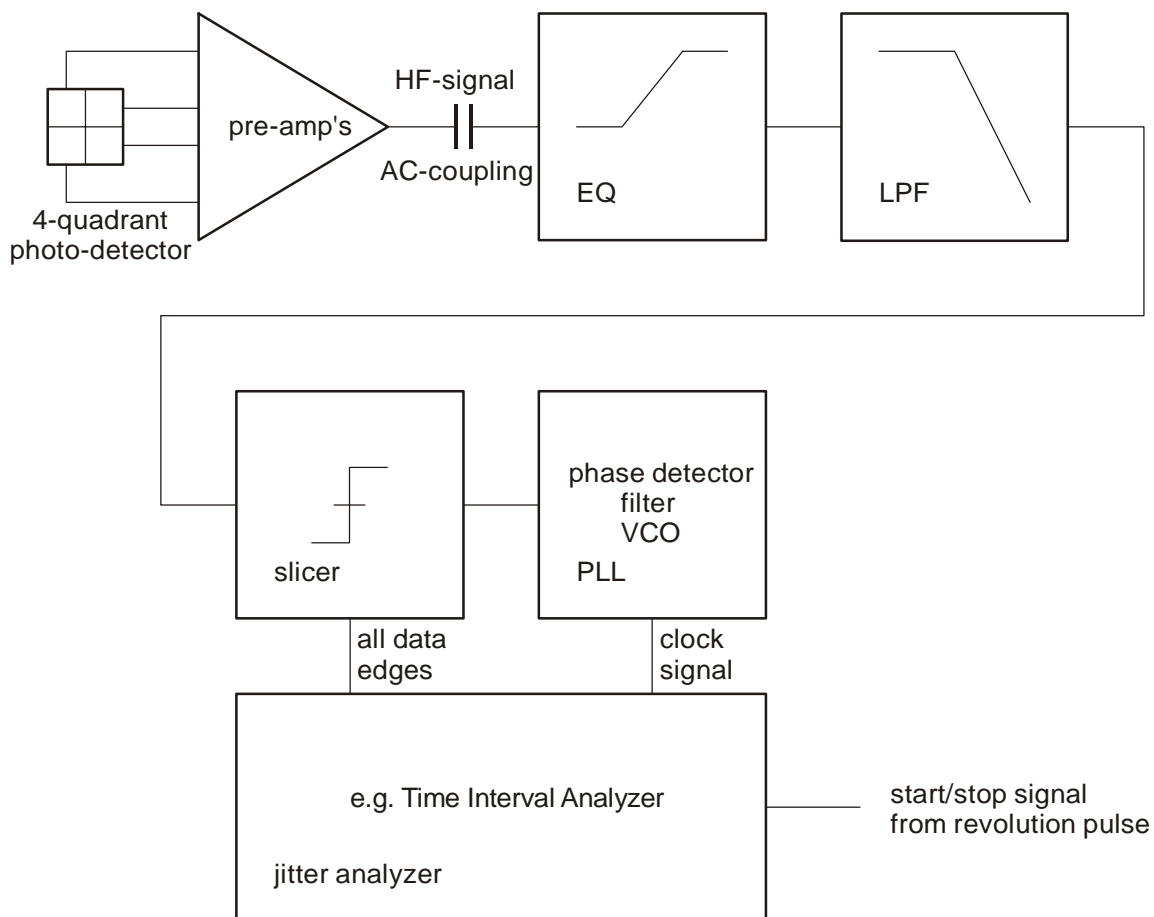 HF-signal
pre-amp's
AC-coupling
4-quadrant
photo-detector
EQ
LPF
slicer
phase detector
filter
VCO
PLL
all data
edges
clock
signal
e.g. Time Interval Analyzer
jitter analyzer
start/stop signal
from revolution pulse